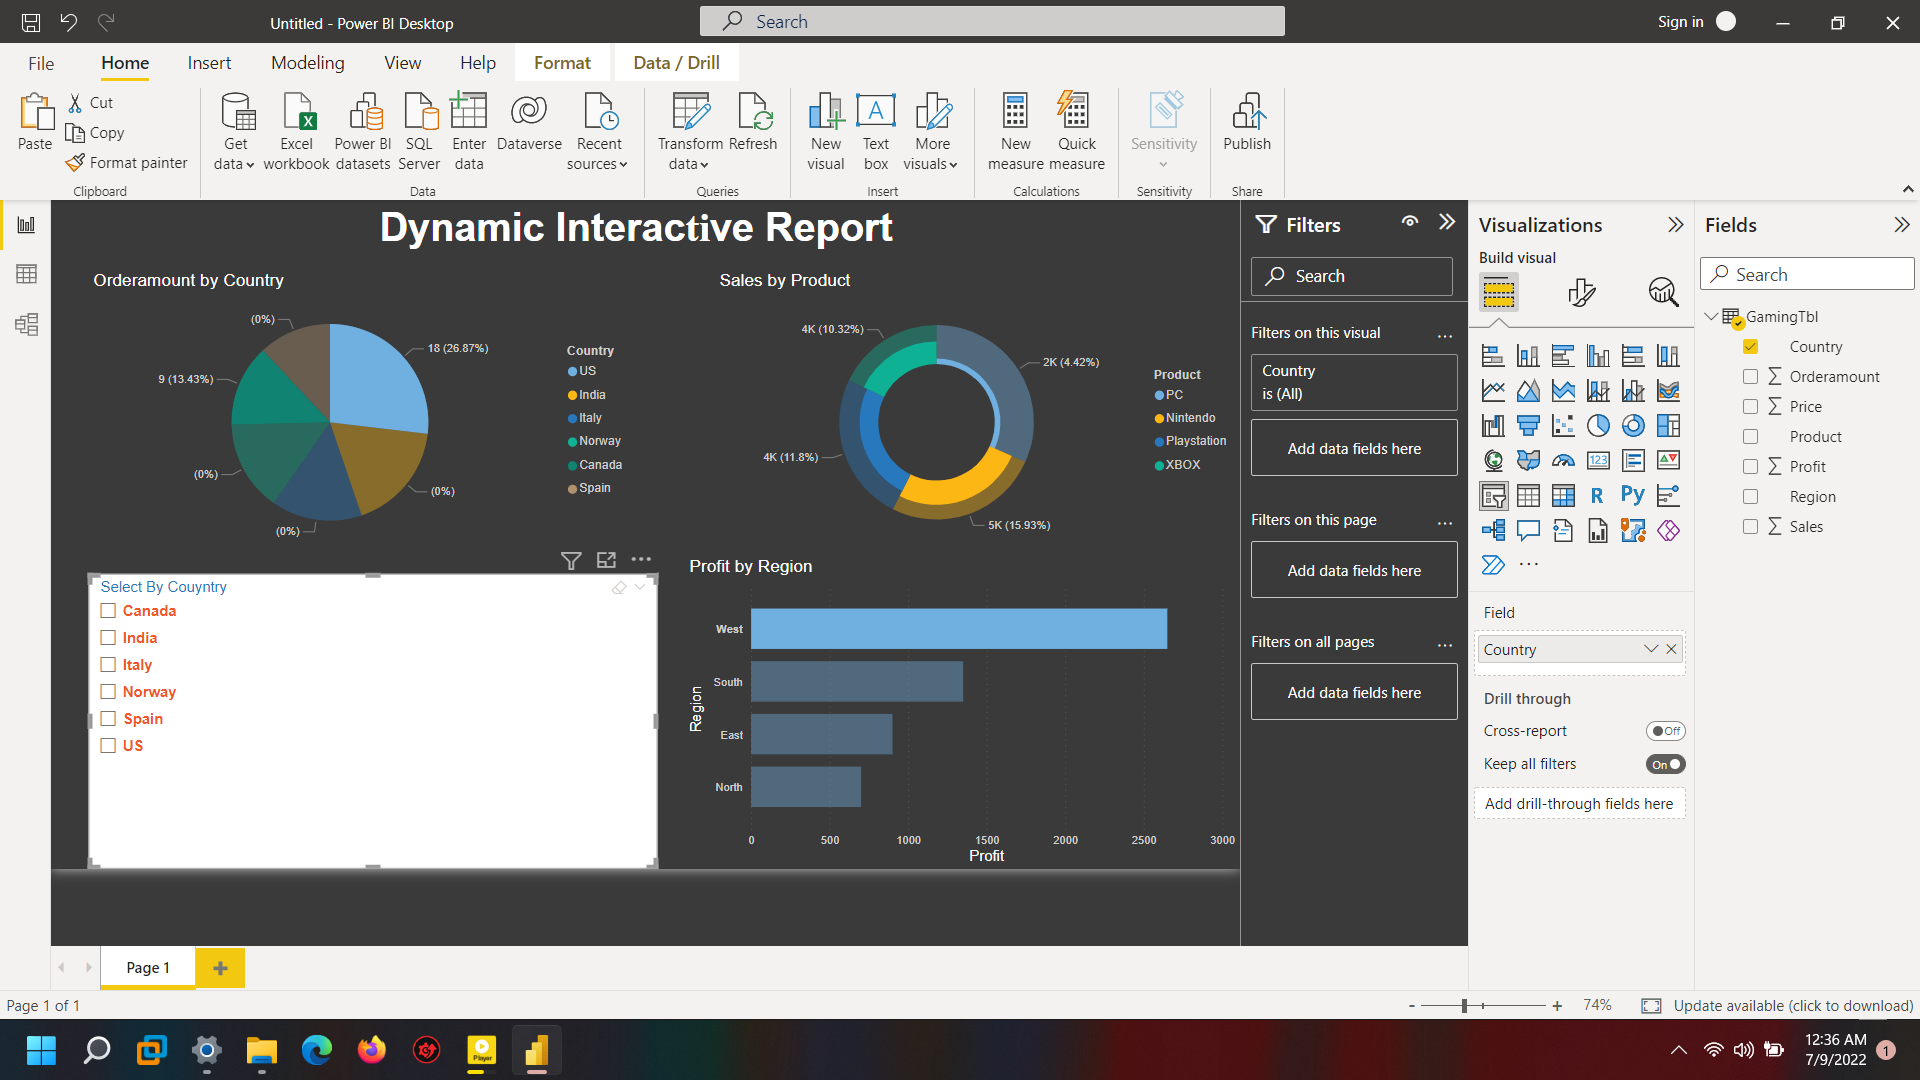 Untitled - Power BI Desktop
Search
Sign in
File
Home
Insert
Modeling
View
Help
Format
Data / Drill
Paste
Cut
Copy
Format painter
Clipboard
Get
data
Excel
workbook
Power BI
datasets
SQL
Server
Enter
data
Dataverse
Recent
sources
Data
Transform
data
Refresh
Queries
New
visual
Text
box
More
visuals
Insert
New
measure
Quick
measure
Calculations
Sensitivity
Sensitivity
Publish
Share
Dynamic Interactive Report
Orderamount by Country
(0%)
18 (26.87%)
9 (13.43%)
(0%)
(0%)
(0%)
Country
US
India
Italy
Norway
Canada
Spain
Sales by Product
4K (10.32%)
2K (4.42%)
4K (11.8%)
5K (15.93%)
Product
PC
Nintendo
Playstation
XBOX
Select By Couyntry
Canada
India
Italy
Norway
Spain
US
Profit by Region
Region
West
South
East
North
0
500
1000
1500
2000
2500
3000
Profit
Filters
Search
Filters on this visual
...
Country
is (All)
Add data fields here
Filters on this page
...
Add data fields here
Filters on all pages
...
Add data fields here
Visualizations
Build visual
123
R
Py
...
Field
Country
Drill through
Cross-report
Off
Keep all filters
On
Add drill-through fields here
Fields
Search
GamingTbl
Country
Orderamount
Price
Product
Profit
Region
Sales
Page 1
Page 1 of 1
74%
Update available (click to download)
Player
12:36 AM
7/9/2022
1